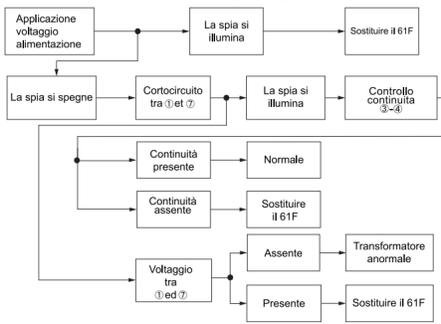 Applicazione
voltaggio
alimentazione
La spia si
illumina
Sostituire il 61F
La spia si spegne
Cortocircuito
tra ① et ⑦
La spia si
illumina
Controllo
continuita
③-④
Continuità
presente
Normale
Continuità
assente
Sostituire
il 61F
Voltaggio
tra
① ed ⑦
Assente
Transformatore
anormale
Presente
Sostituire il 61F